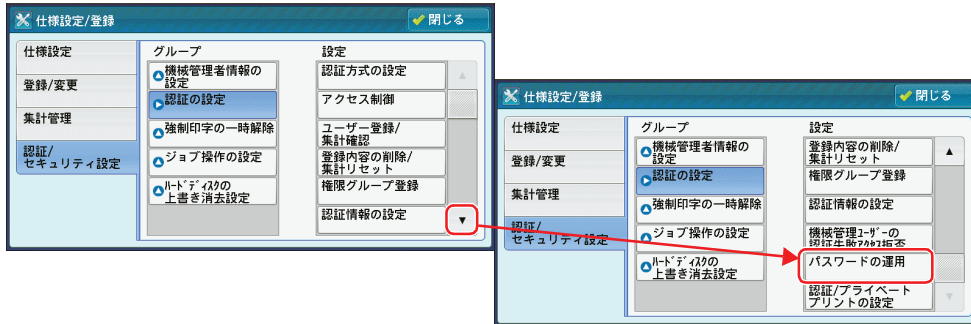 仕様設定/登録
閉じる
仕様設定
登録/変更
集計管理
認証/
セキュリティ設定
グループ
機械管理者情報の
設定
認証の設定
強制印字の一時解除
ジョブ操作の設定
ﾊｰﾄﾞﾃﾞｨｽｸの
上書き消去設定
設定
認証方式の設定
アクセス制御
ユーザー登録/
集計確認
登録内容の削除/
集計リセット
権限グループ登録
認証情報の設定
仕様設定/登録
閉じる
仕様設定
登録/変更
集計管理
認証/
セキュリティ設定
グループ
機械管理者情報の
設定
認証の設定
強制印字の一時解除
ジョブ操作の設定
ﾊｰﾄﾞﾃﾞｨｽｸの
上書き消去設定
設定
登録内容の削除/
集計リセット
権限グループ登録
認証情報の設定
機械管理ﾕｰｻﾞｰの
認証失敗ｱｸｾｽ拒否
パスワードの運用
認証/プライベート
プリントの設定